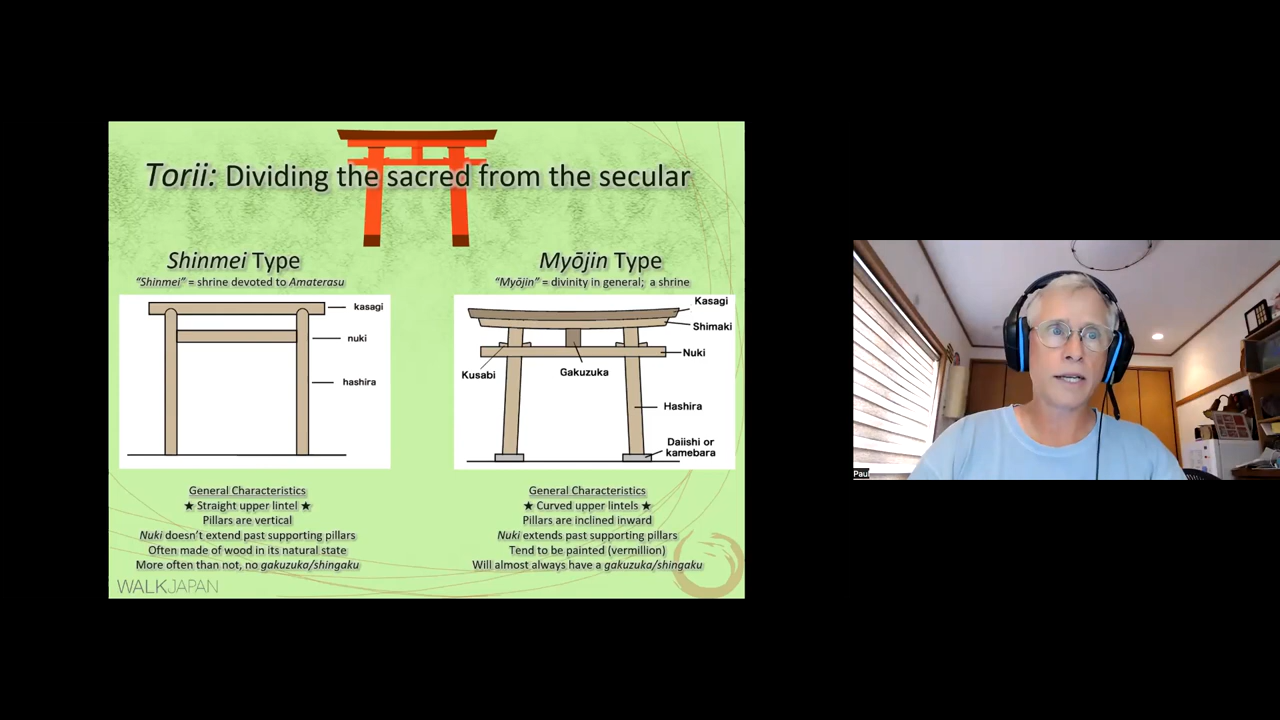 Torii: Dividing the sacred from the secular
Shinmei Type
“Shinmei” = shrine devoted to Amaterasu
kasagi
nuki
hashira
General Characteristics
★ Straight upper lintel ★
Pillars are vertical
Nuki doesn’t extend past supporting pillars
Often made of wood in its natural state
More often than not, no gakuzuka/shingaku
Myōjin Type
“Myōjin” = divinity in general; a shrine
Kasagi
Shimaki
Nuki
Kusabi
Gakuzuka
Hashira
Daiishi or
kamebara
General Characteristics
★ Curved upper lintels ★
Pillars are inclined inward
Nuki extends past supporting pillars
Tend to be painted (vermillion)
Will almost always have a gakuzuka/shingaku
WALKJAPAN
Paul